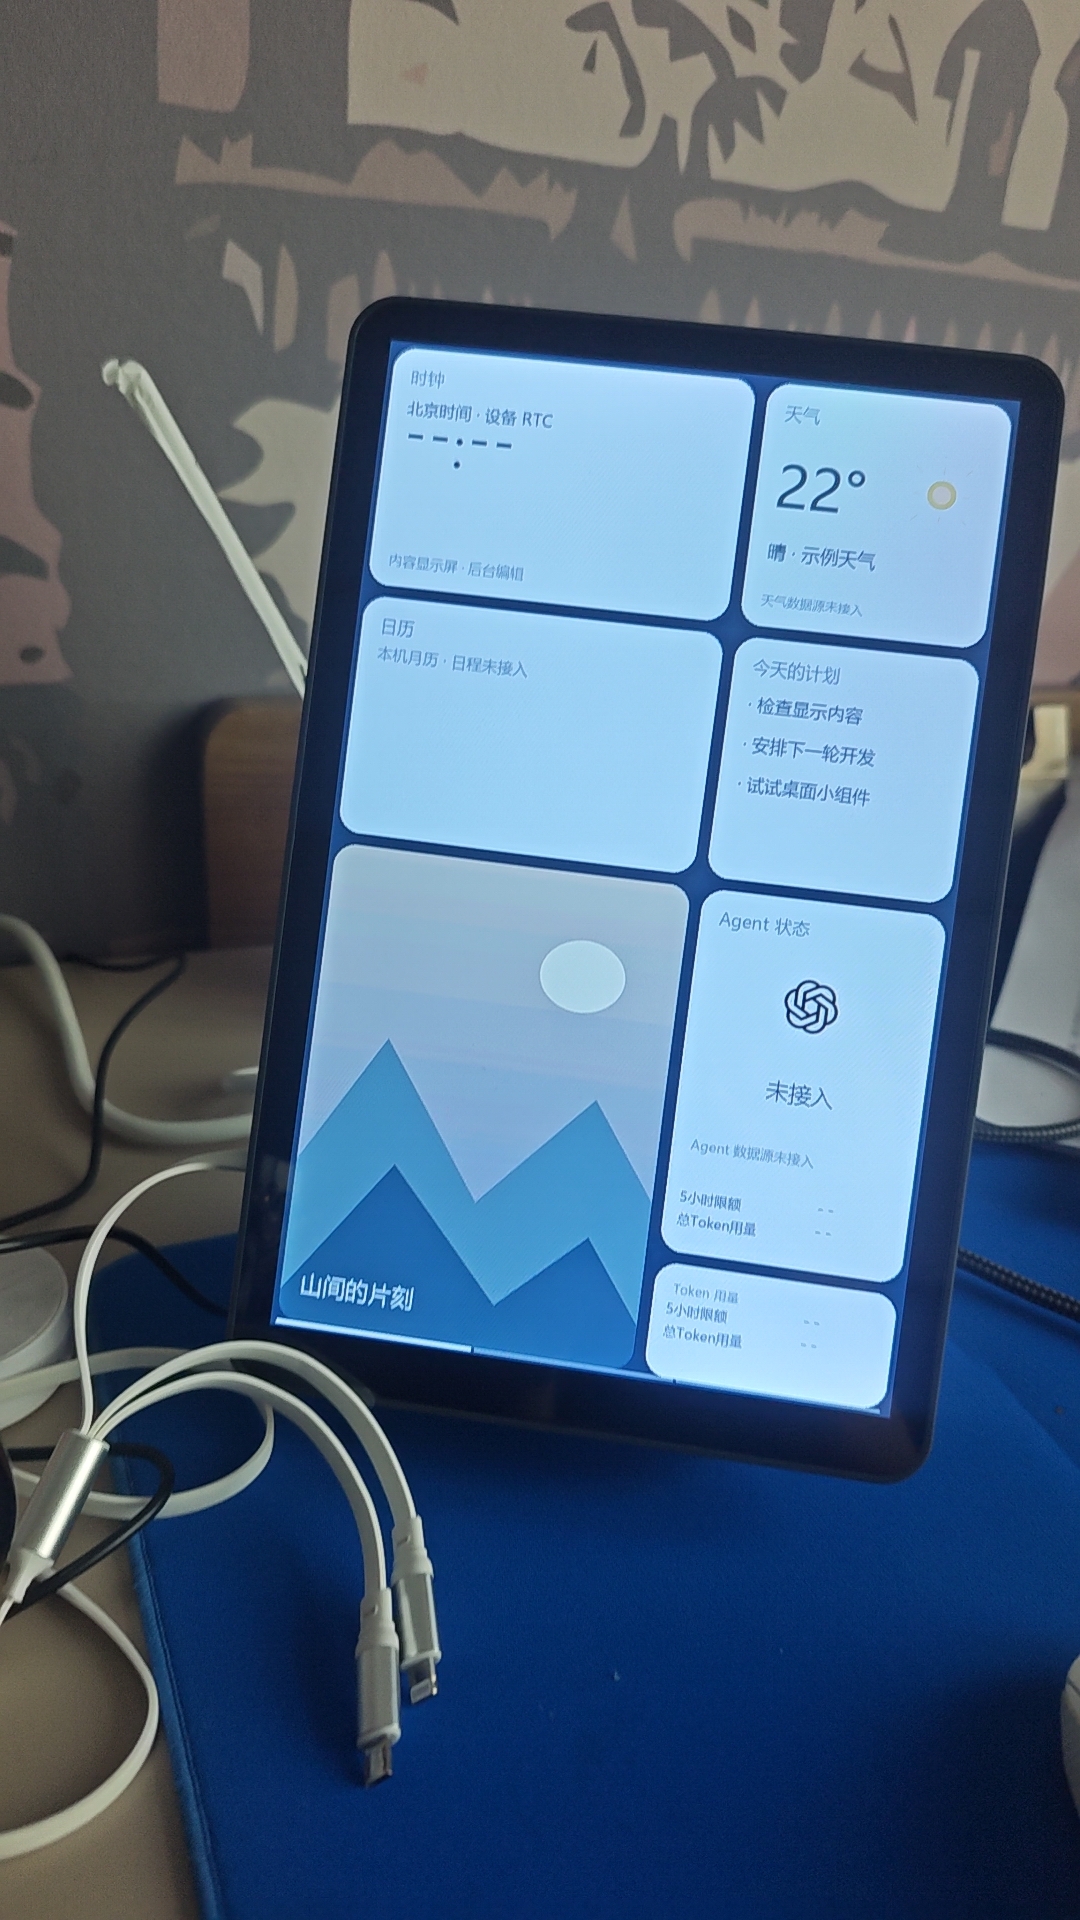 时钟
北京时间 · 设备 RTC
--:--
内容显示屏 · 后台编辑
天气
22°
晴 · 示例天气
天气数据源未接入
日历
本机月历 · 日程未接入
今天的计划
· 检查显示内容
· 安排下一轮开发
· 试试桌面小组件
山间的片刻
Agent 状态
未接入
Agent 数据源未接入
5小时限额 --
总Token用量 --
Token 用量
5小时限额 --
总Token用量 --